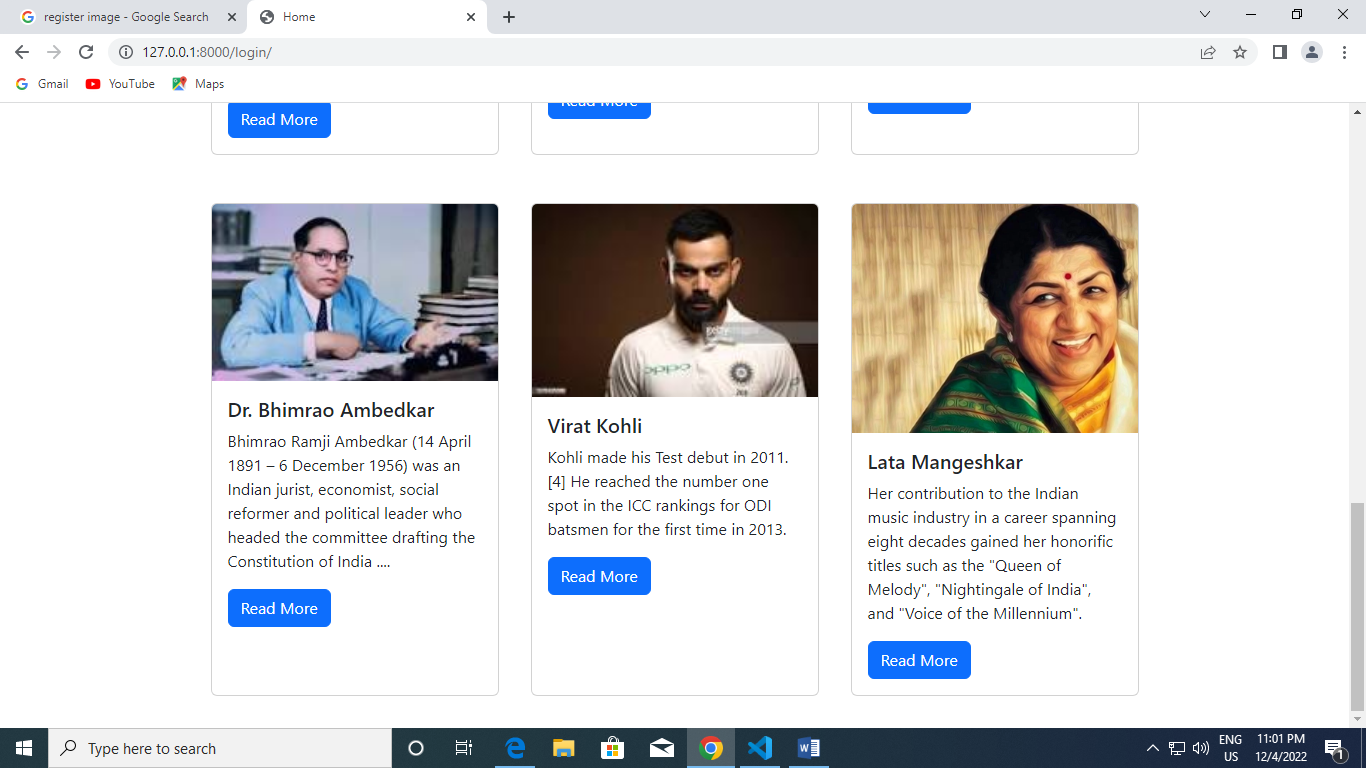 register image - Google Search
Home
127.0.0.1:8000/login/
Gmail
YouTube
Maps
Read More
Read More
Dr. Bhimrao Ambedkar
Bhimrao Ramji Ambedkar (14 April
1891 – 6 December 1956) was an
Indian jurist, economist, social
reformer and political leader who
headed the committee drafting the
Constitution of India ....
Read More
oppo
Virat Kohli
Kohli made his Test debut in 2011.
[4] He reached the number one
spot in the ICC rankings for ODI
batsmen for the first time in 2013.
Read More
Lata Mangeshkar
Her contribution to the Indian
music industry in a career spanning
eight decades gained her honorific
titles such as the "Queen of
Melody", "Nightingale of India",
and "Voice of the Millennium".
Read More
Type here to search
ENG
US
11:01 PM
12/4/2022
1